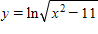 y = ln√(x² − 11)